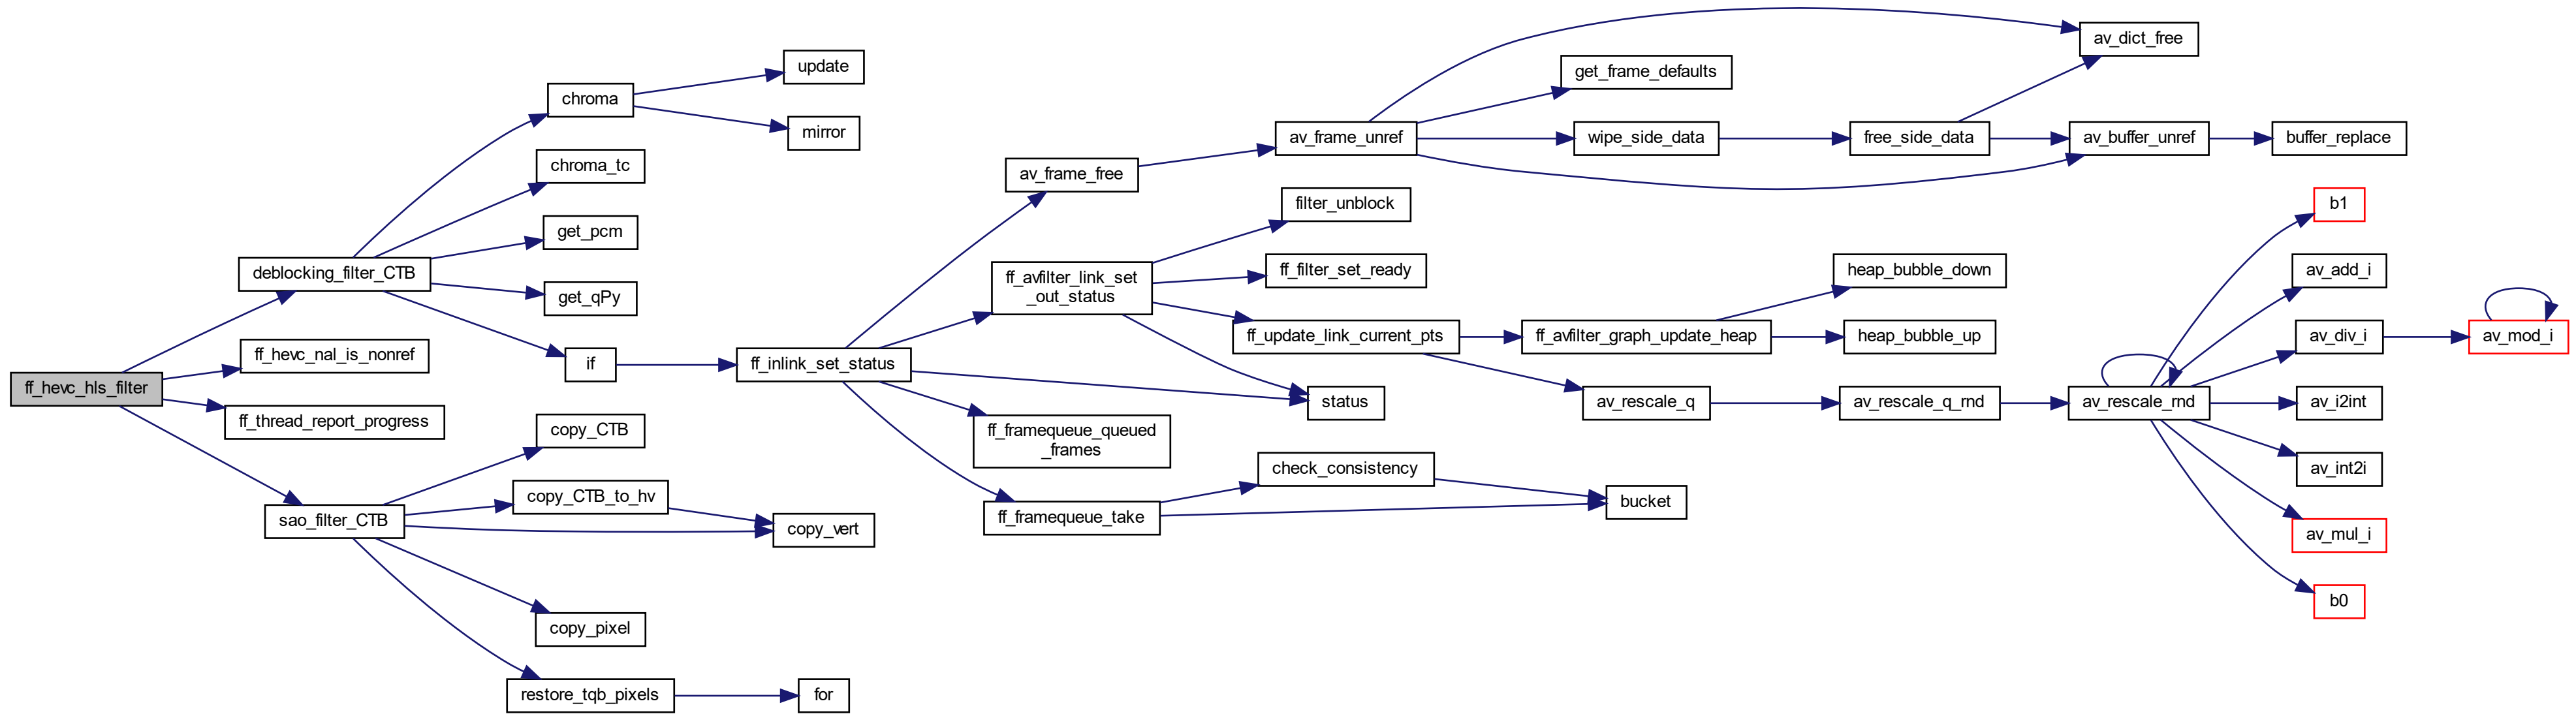 ff_hevc_hls_filter
deblocking_filter_CTB
ff_hevc_nal_is_nonref
ff_thread_report_progress
sao_filter_CTB
chroma
chroma_tc
get_pcm
get_qPy
if
copy_CTB
copy_CTB_to_hv
copy_pixel
restore_tqb_pixels
update
mirror
ff_inlink_set_status
copy_vert
for
av_frame_free
ff_avfilter_link_set
_out_status
ff_framequeue_queued
_frames
ff_framequeue_take
av_frame_unref
filter_unblock
ff_filter_set_ready
ff_update_link_current_pts
status
check_consistency
get_frame_defaults
wipe_side_data
ff_avfilter_graph_update_heap
av_rescale_q
bucket
free_side_data
heap_bubble_down
heap_bubble_up
av_rescale_q_rnd
av_dict_free
av_buffer_unref
av_rescale_rnd
buffer_replace
b1
av_add_i
av_div_i
av_i2int
av_int2i
av_mul_i
b0
av_mod_i